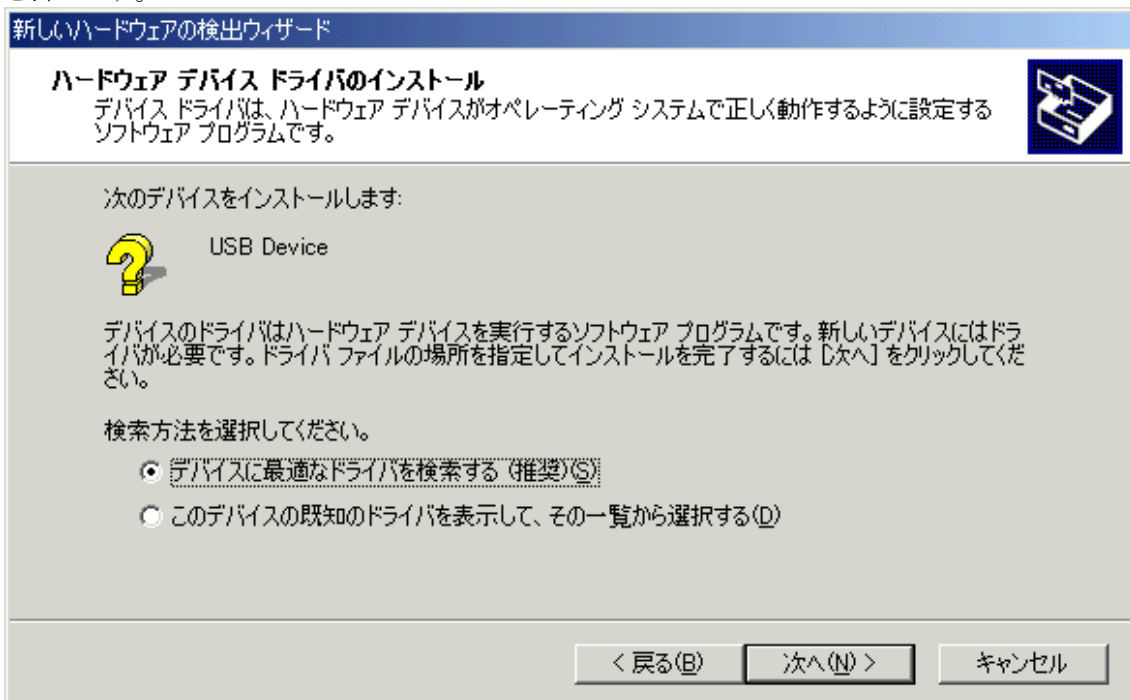 新しいハードウェアの検出ウィザード
ハードウェア デバイス ドライバのインストール
デバイス ドライバは、ハードウェア デバイスがオペレーティング システムで正しく動作するように設定する
ソフトウェア プログラムです。
次のデバイスをインストールします:
USB Device
デバイスのドライバはハードウェア デバイスを実行するソフトウェア プログラムです。新しいデバイスにはドラ
イバが必要です。ドライバ ファイルの場所を指定してインストールを完了するには [次へ] をクリックしてくだ
さい。
検索方法を選択してください。
デバイスに最適なドライバを検索する (推奨)(S)
このデバイスの既知のドライバを表示して、その一覧から選択する(D)
< 戻る(B) 次へ(N) > キャンセル